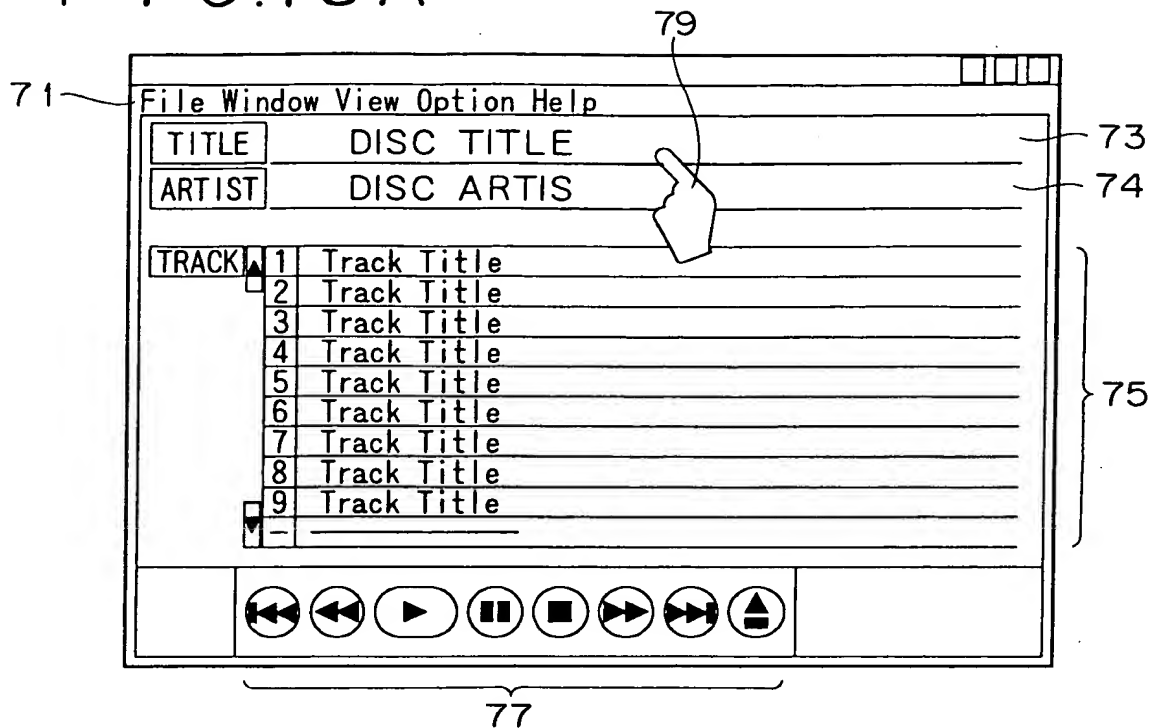 79
71
File Window View Option Help
TITLE DISC TITLE 73
ARTIST DISC ARTIS 74
TRACK 1 Track Title
2 Track Title
3 Track Title
4 Track Title
5 Track Title
75
6 Track Title
7 Track Title
8 Track Title
9 Track Title
77